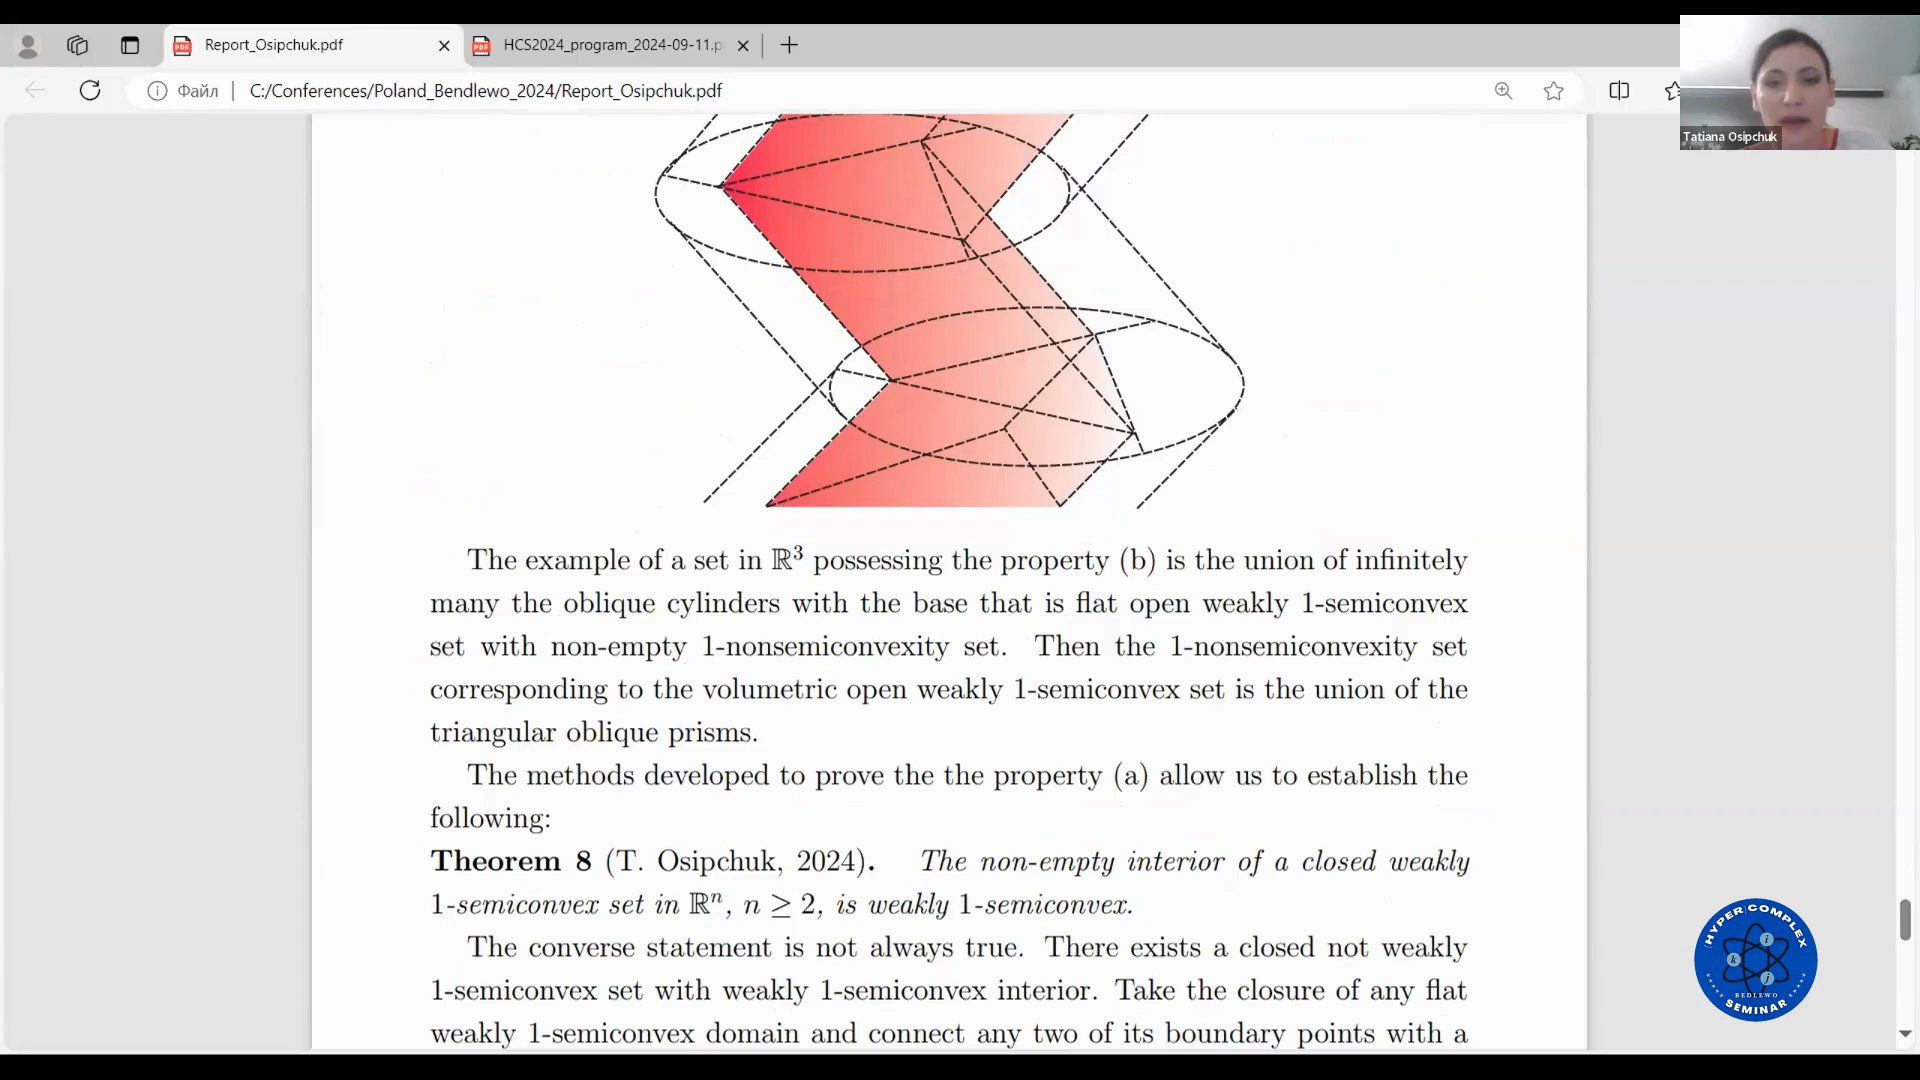 Report_Osipchuk.pdf
HCS2024_program_2024-09-11.p
Файл
C:/Conferences/Poland_Bendlewo_2024/Report_Osipchuk.pdf
Tatiana Osipchuk
The example of a set in ℝ³ possessing the property (b) is the union of infinitely
many the oblique cylinders with the base that is flat open weakly 1-semiconvex
set with non-empty 1-nonsemiconvexity set. Then the 1-nonsemiconvexity set
corresponding to the volumetric open weakly 1-semiconvex set is the union of the
triangular oblique prisms.
The methods developed to prove the the property (a) allow us to establish the
following:
Theorem 8 (T. Osipchuk, 2024). The non-empty interior of a closed weakly
1-semiconvex set in ℝⁿ, n ≥ 2, is weakly 1-semiconvex.
The converse statement is not always true. There exists a closed not weakly
1-semiconvex set with weakly 1-semiconvex interior. Take the closure of any flat
weakly 1-semiconvex domain and connect any two of its boundary points with a
HYPER COMPLEX
i
k
j
BEDLEWO
SEMINAR